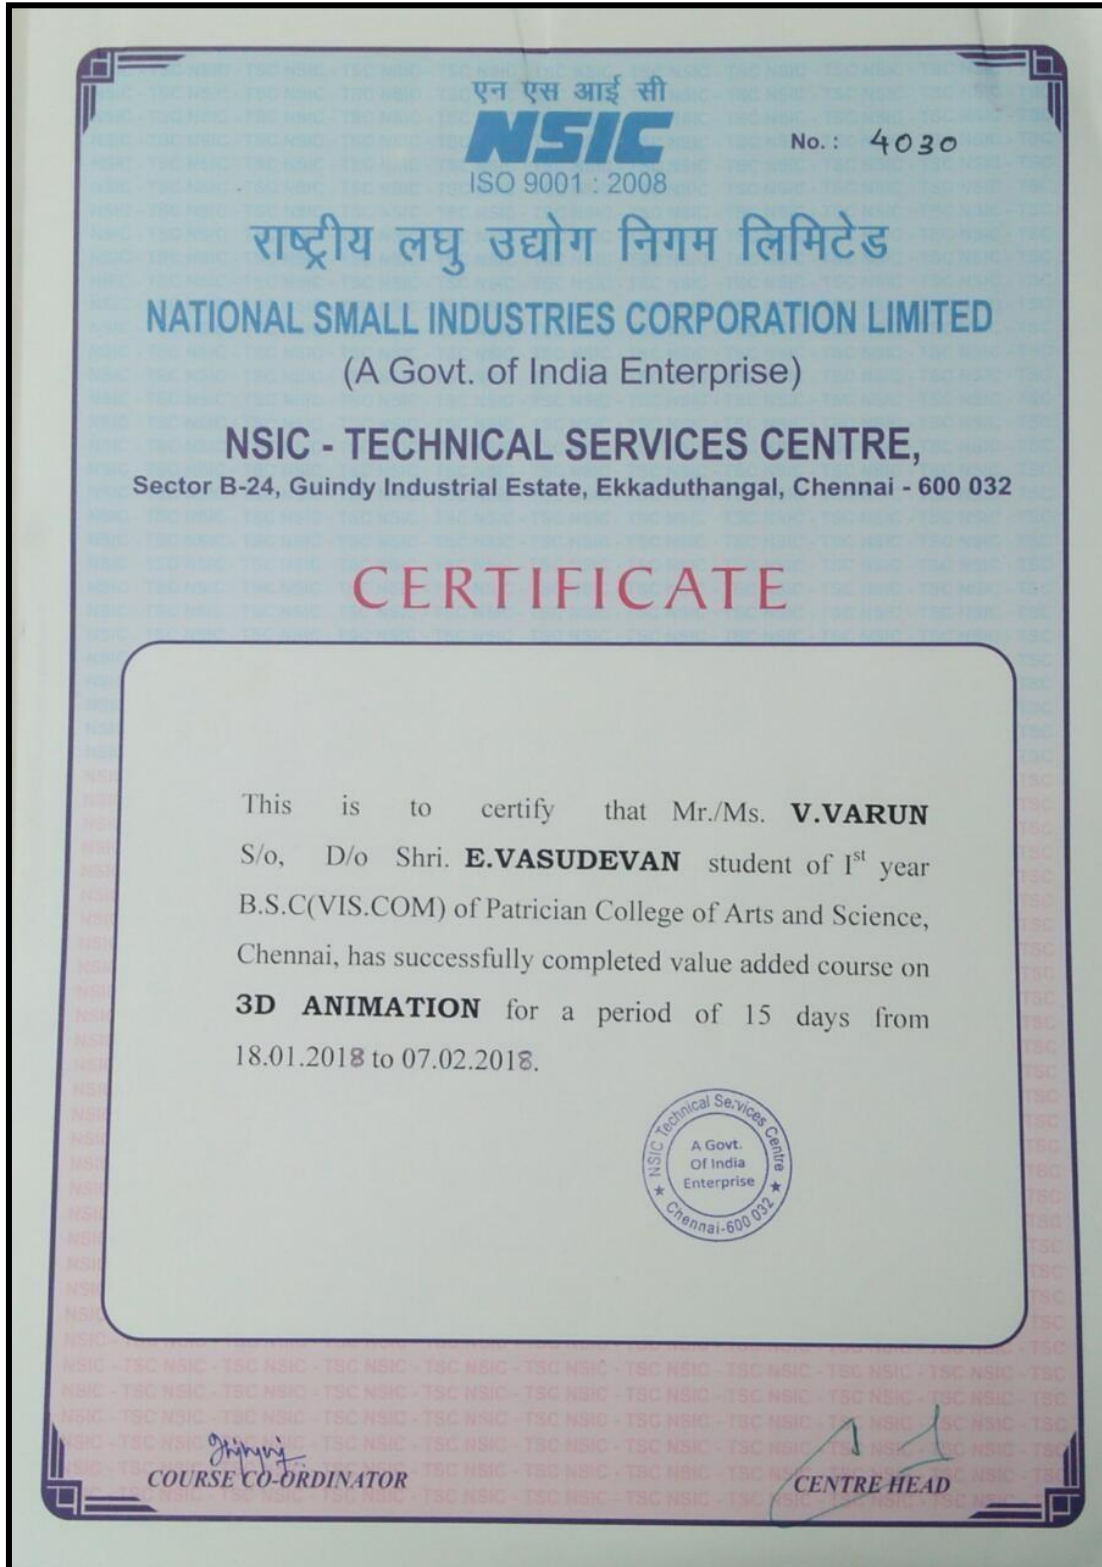 एन एस आई सी
NSIC
ISO 9001 : 2008
No. : 4030
राष्ट्रीय लघु उद्योग निगम लिमिटेड
NATIONAL SMALL INDUSTRIES CORPORATION LIMITED
(A Govt. of India Enterprise)
NSIC - TECHNICAL SERVICES CENTRE,
Sector B-24, Guindy Industrial Estate, Ekkaduthangal, Chennai - 600 032
CERTIFICATE
This is to certify that Mr./Ms. V.VARUN
S/o, D/o Shri. E.VASUDEVAN student of Ist year
B.S.C(VIS.COM) of Patrician College of Arts and Science,
Chennai, has successfully completed value added course on
3D ANIMATION for a period of 15 days from
18.01.2018 to 07.02.2018.
NSIC Technical Services Centre
A Govt.
Of India
Enterprise
★ Chennai-600 032 ★
COURSE CO-ORDINATOR
CENTRE HEAD